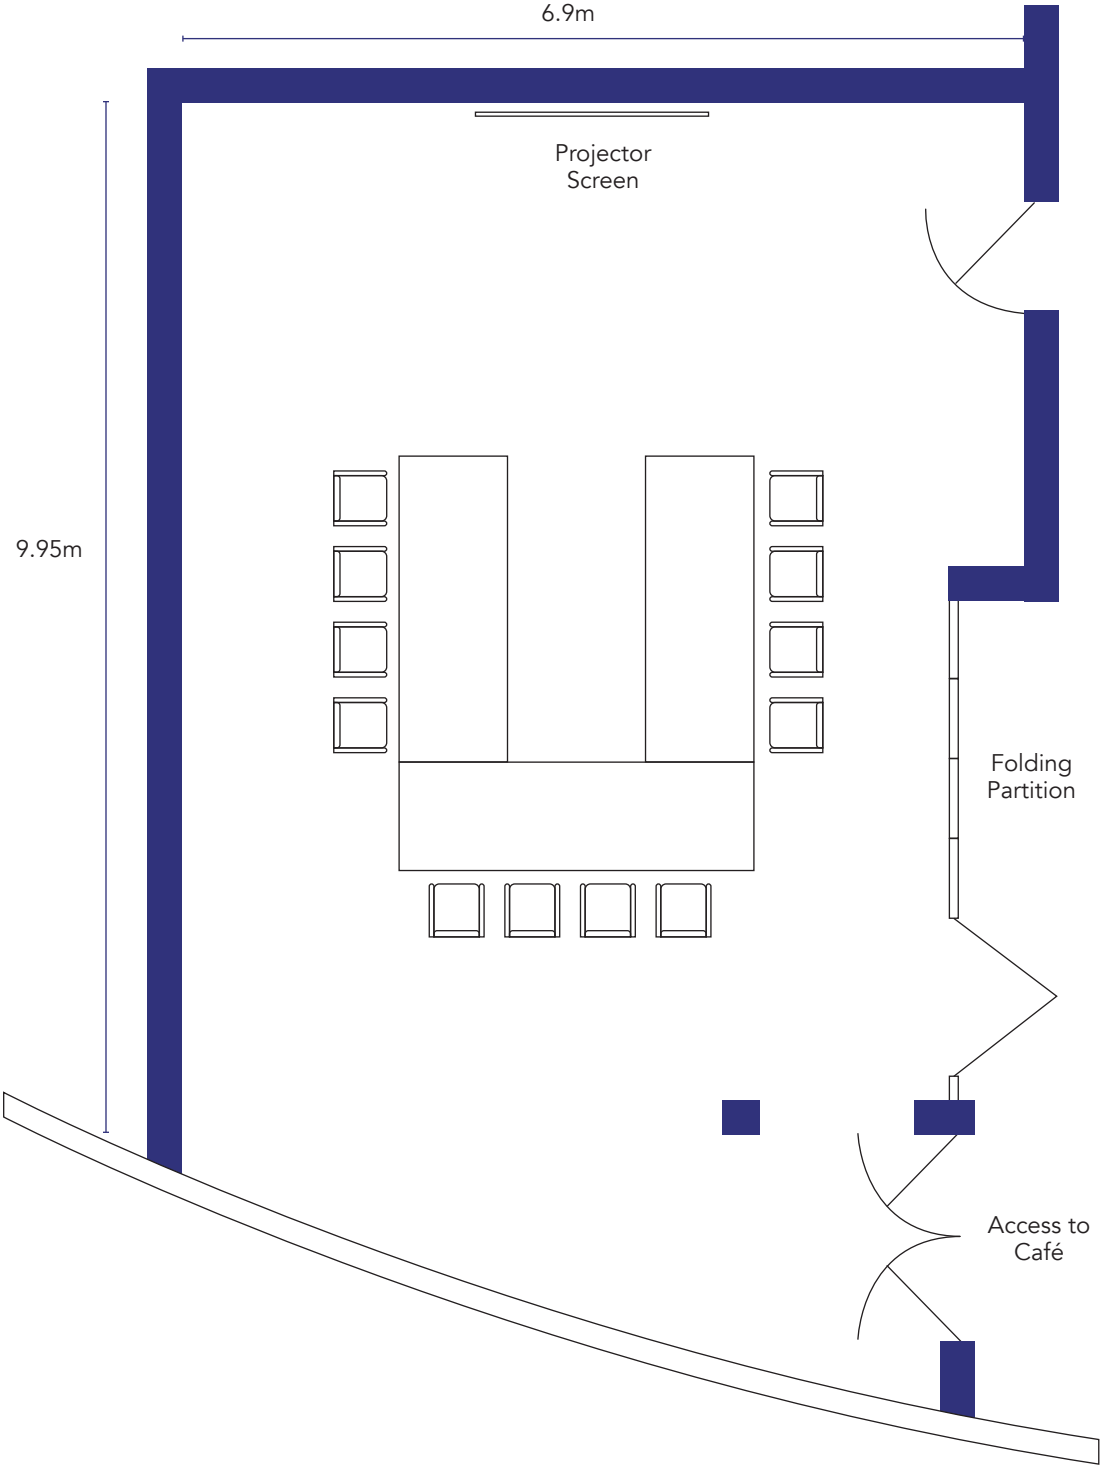 6.9m
Projector
Screen
9.95m
Folding
Partition
Access to
Café